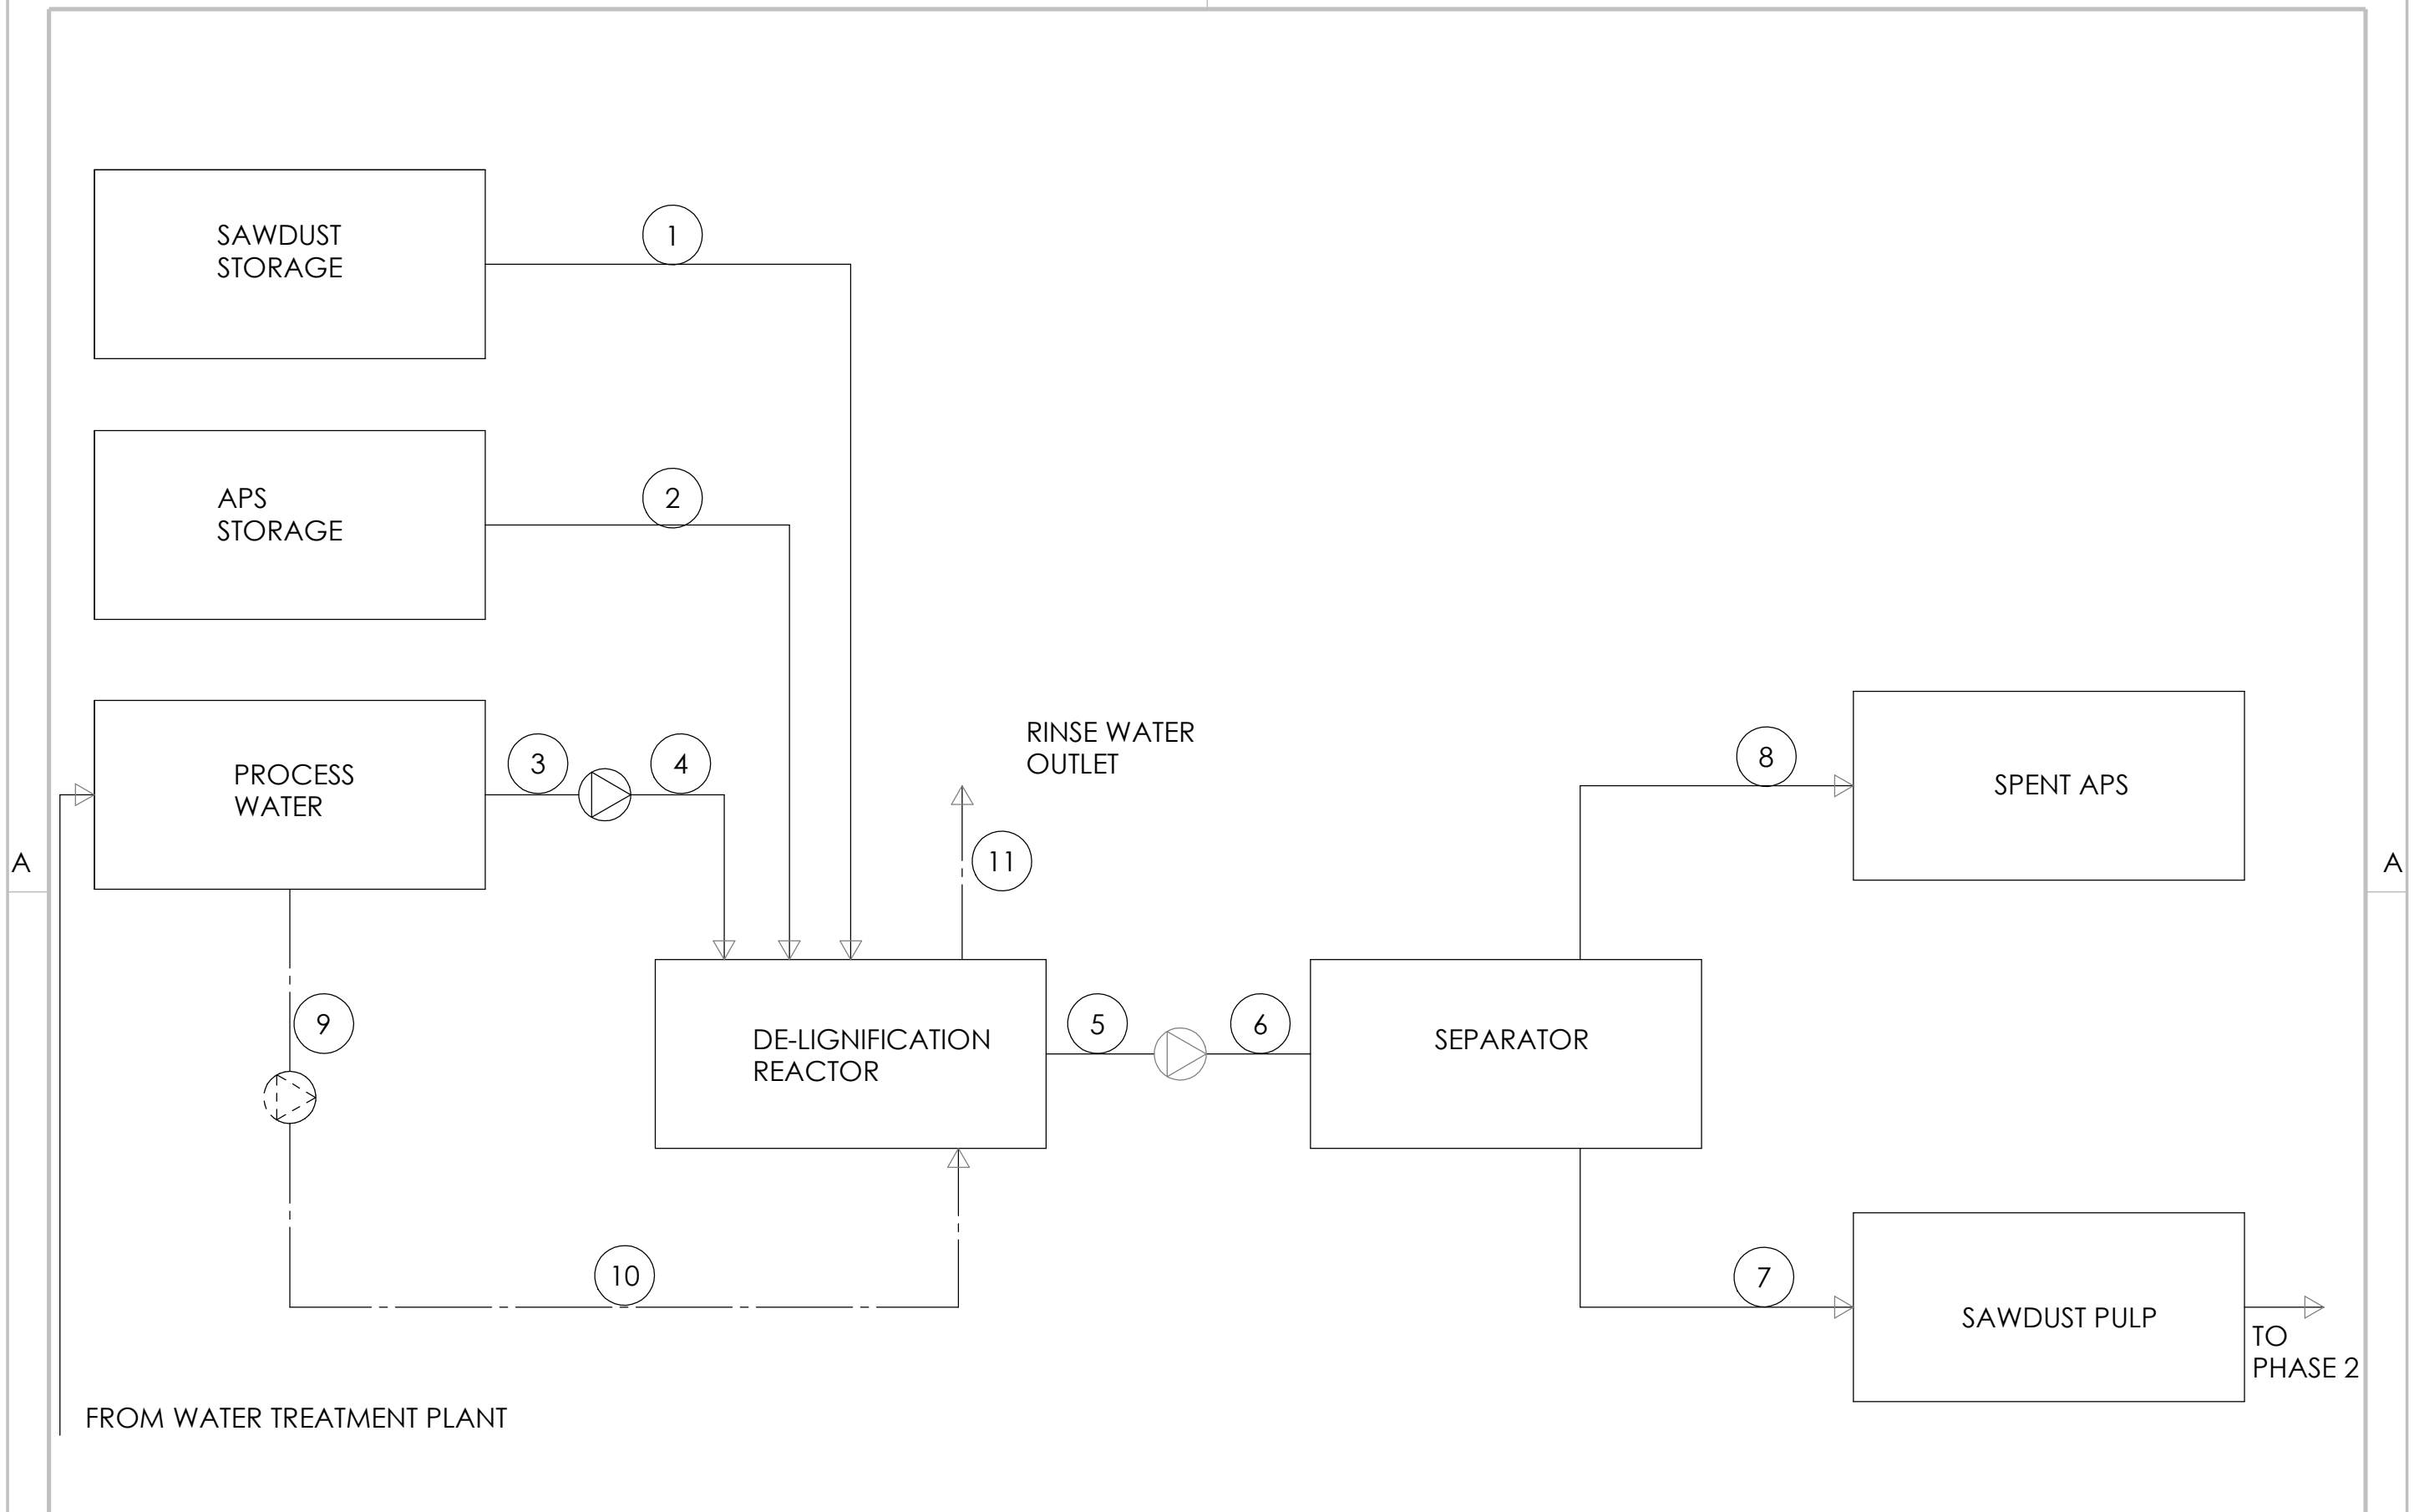 SAWDUST
STORAGE
1
APS
STORAGE
2
PROCESS
WATER
3
4
RINSE WATER
OUTLET
11
8
SPENT APS
A
A
9
DE-LIGNIFICATION
REACTOR
5
6
SEPARATOR
10
7
SAWDUST PULP
TO
PHASE 2
FROM WATER TREATMENT PLANT